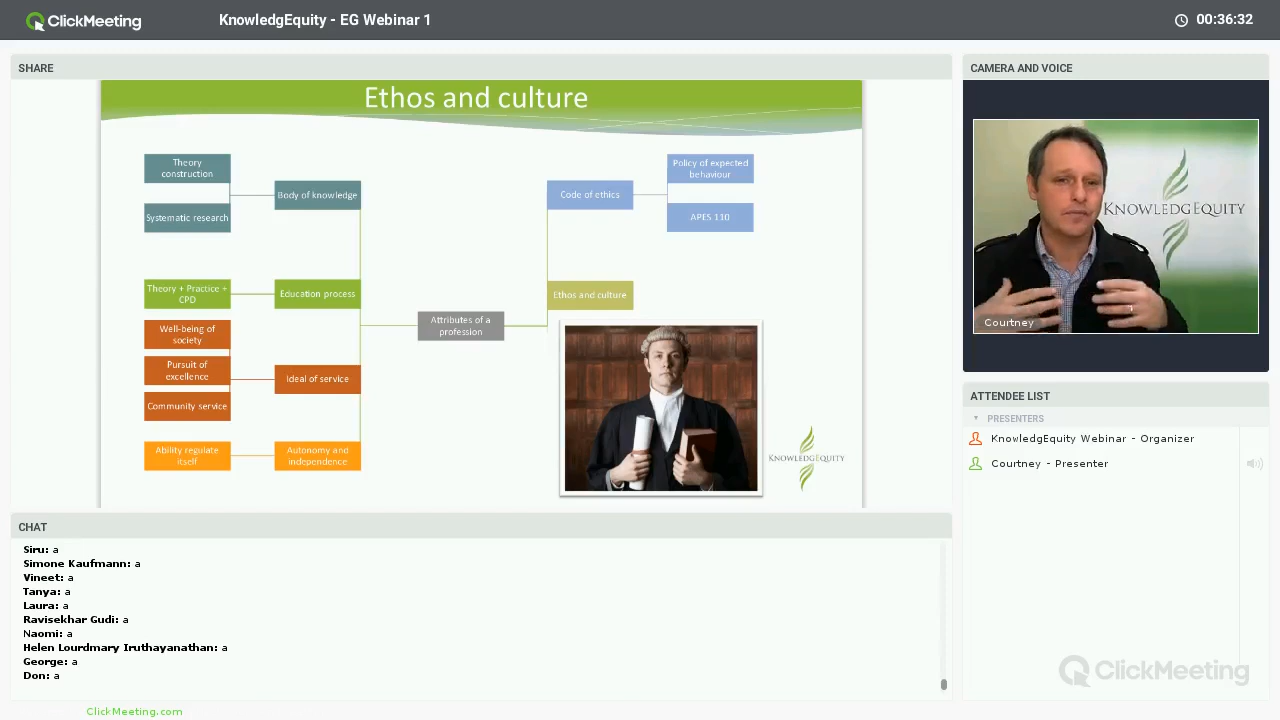 ClickMeeting
KnowledgEquity - EG Webinar 1
00:36:32
SHARE
Ethos and culture
Theory
construction
Systematic research
Body of knowledge
Theory + Practice +
CPD
Education process
Well-being of
society
Pursuit of
excellence
Community service
Ideal of service
Ability regulate
itself
Autonomy and
independence
Attributes of a
profession
Code of ethics
Policy of expected
behaviour
APES 110
Ethos and culture
KNOWLEDGEQUITY
CAMERA AND VOICE
KNOWLEDGEQUITY
Courtney
ATTENDEE LIST
PRESENTERS
KnowledgEquity Webinar - Organizer
Courtney - Presenter
ClickMeeting
CHAT
Siru: a
Simone Kaufmann: a
Vineet: a
Tanya: a
Laura: a
Ravisekhar Gudi: a
Naomi: a
Helen Lourdmary Iruthayanathan: a
George: a
Don: a
ClickMeeting.com